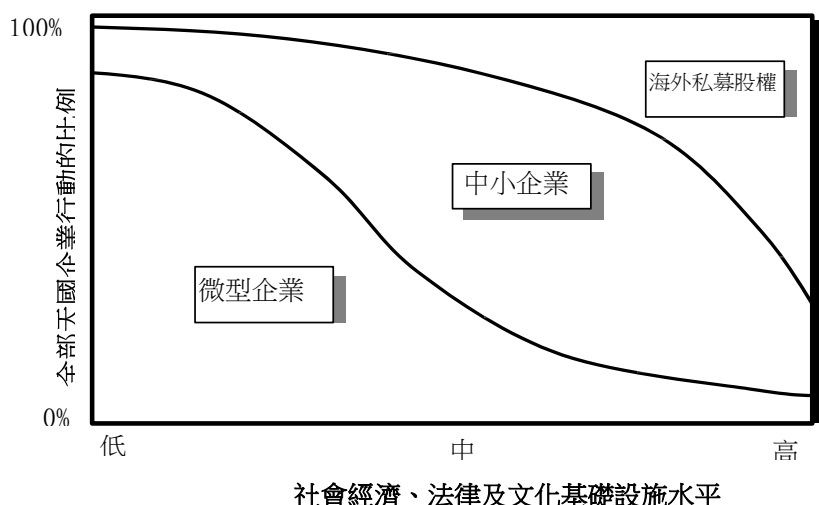 100%
海外私募股權
中小企業
微型企業
全部天國企業行動的比例
0%
低
中
高
社會經濟、法律及文化基礎設施水平